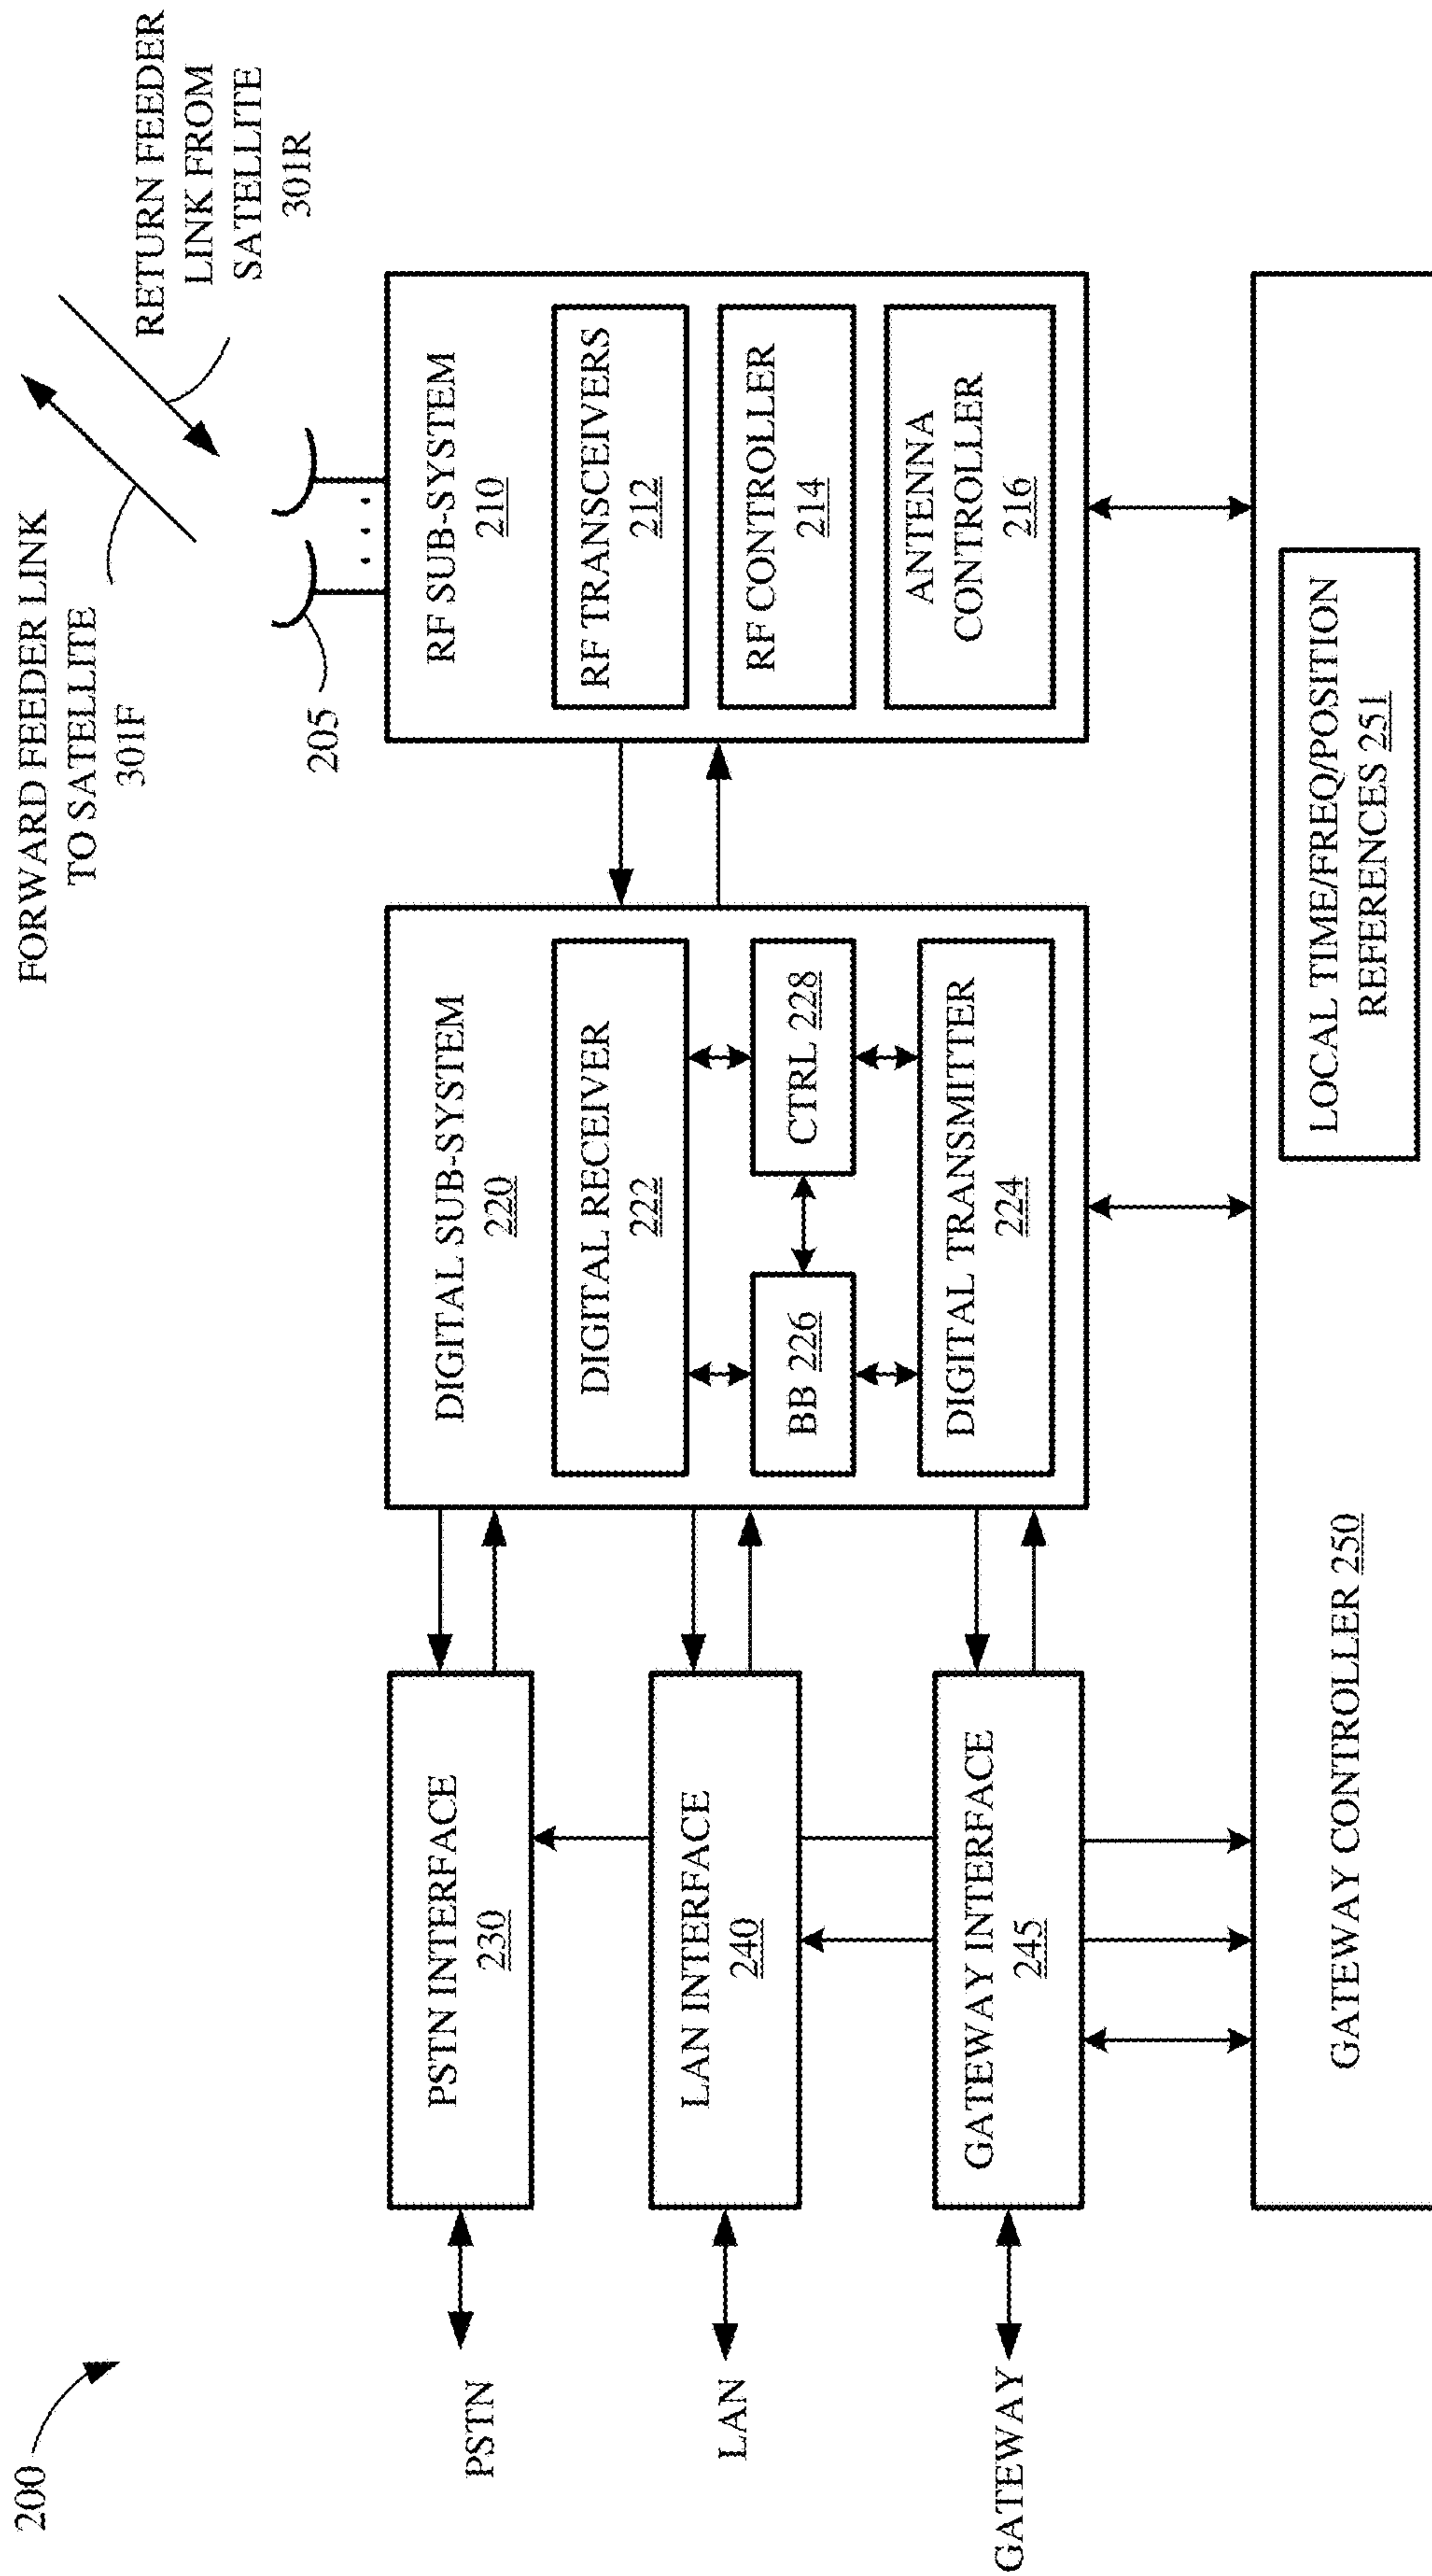 200
FORWARD FEEDER LINK
TO SATELLITE
301F
RETURN FEEDER
LINK FROM
SATELLITE
301R
205
PSTN
PSTN INTERFACE
230
LAN
LAN INTERFACE
240
GATEWAY
GATEWAY INTERFACE
245
DIGITAL SUB-SYSTEM
220
DIGITAL RECEIVER
222
BB 226
CTRL 228
DIGITAL TRANSMITTER
224
RF SUB-SYSTEM
210
RF TRANSCEIVERS
212
RF CONTROLLER
214
ANTENNA
CONTROLLER
216
GATEWAY CONTROLLER 250
LOCAL TIME/FREQ/POSITION
REFERENCES 251